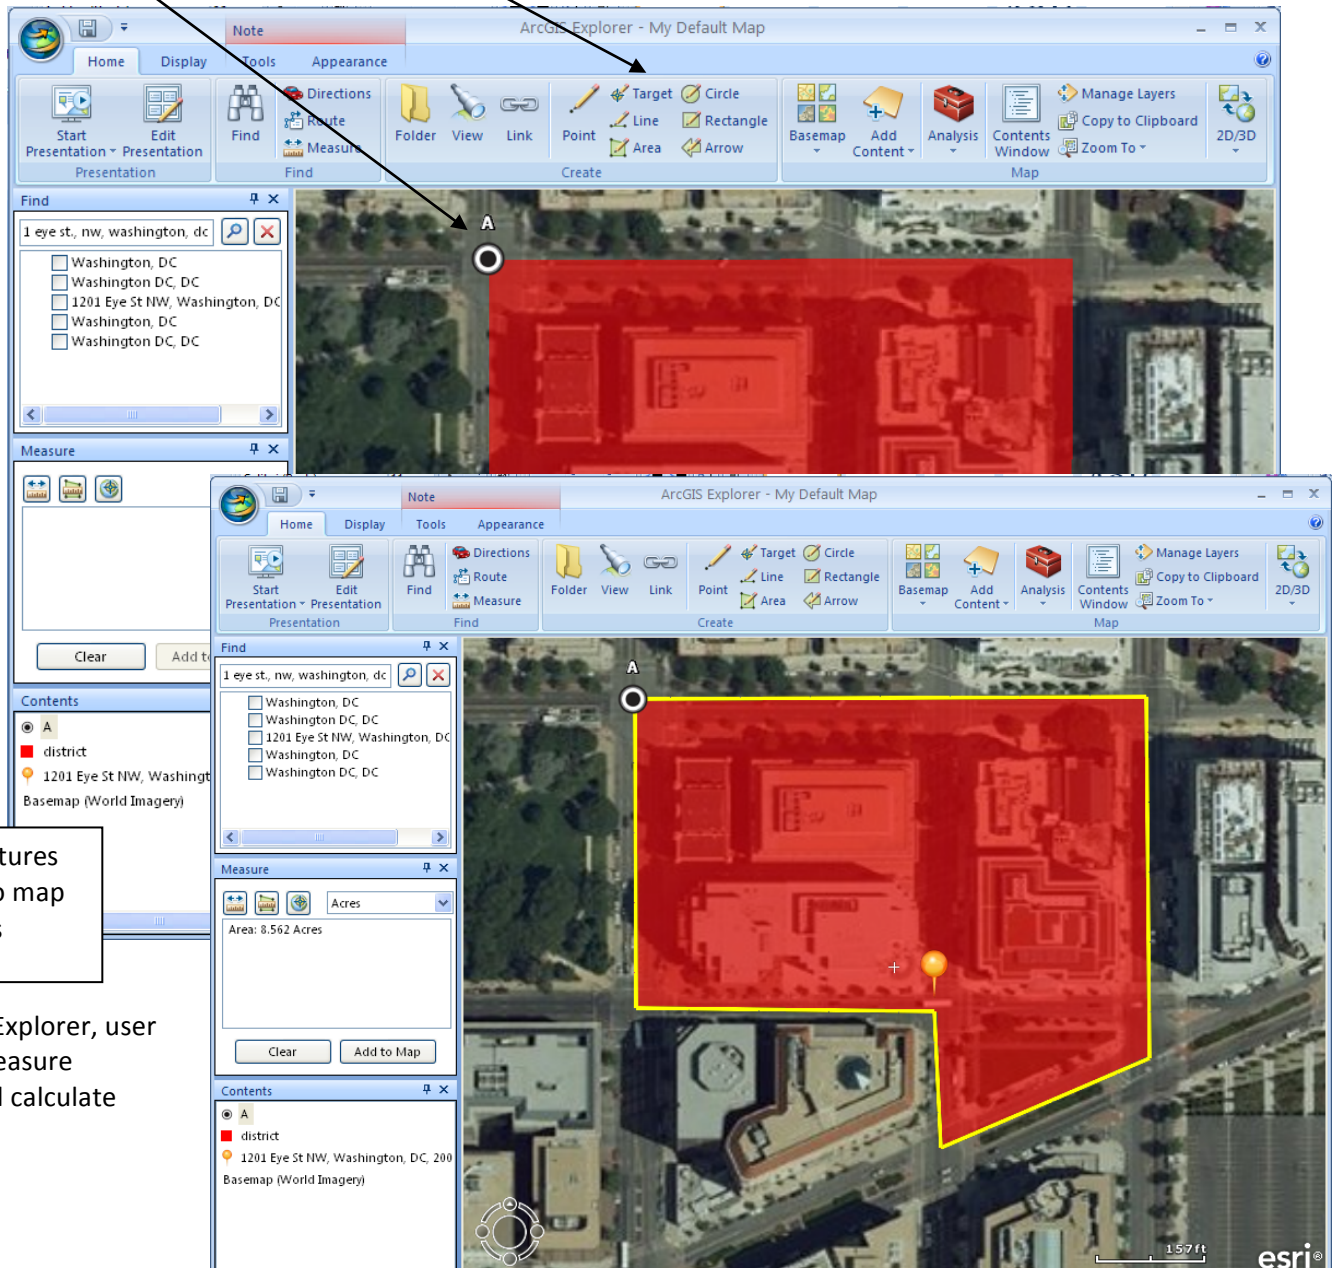 Note
ArcGIS Explorer - My Default Map
Home Display Tools Appearance
Start Presentation
Edit Presentation
Presentation
Find
Directions
Route
Measure
Find
Folder View Link
Point
Target
Line
Area
Circle
Rectangle
Arrow
Create
Basemap
Add Content
Analysis
Contents Window
Manage Layers
Copy to Clipboard
Zoom To
2D/3D
Map
Find
1 eye st., nw, washington, dc
Washington, DC
Washington DC, DC
1201 Eye St NW, Washington, DC
Washington, DC
Washington DC, DC
A
Measure
Clear
Add to
Contents
A
district
1201 Eye St NW, Washingt
Basemap (World Imagery)
tures
o map
s
Explorer, user
easure
l calculate
Note
ArcGIS Explorer - My Default Map
Home Display Tools Appearance
Start Presentation
Edit Presentation
Presentation
Find
Directions
Route
Measure
Find
Folder View Link
Point
Target
Line
Area
Circle
Rectangle
Arrow
Create
Basemap
Add Content
Analysis
Contents Window
Manage Layers
Copy to Clipboard
Zoom To
2D/3D
Map
Find
1 eye st., nw, washington, dc
Washington, DC
Washington DC, DC
1201 Eye St NW, Washington, DC
Washington, DC
Washington DC, DC
A
Measure
Acres
Area: 8.562 Acres
Clear
Add to Map
Contents
A
district
1201 Eye St NW, Washington, DC, 200
Basemap (World Imagery)
157ft
esri®